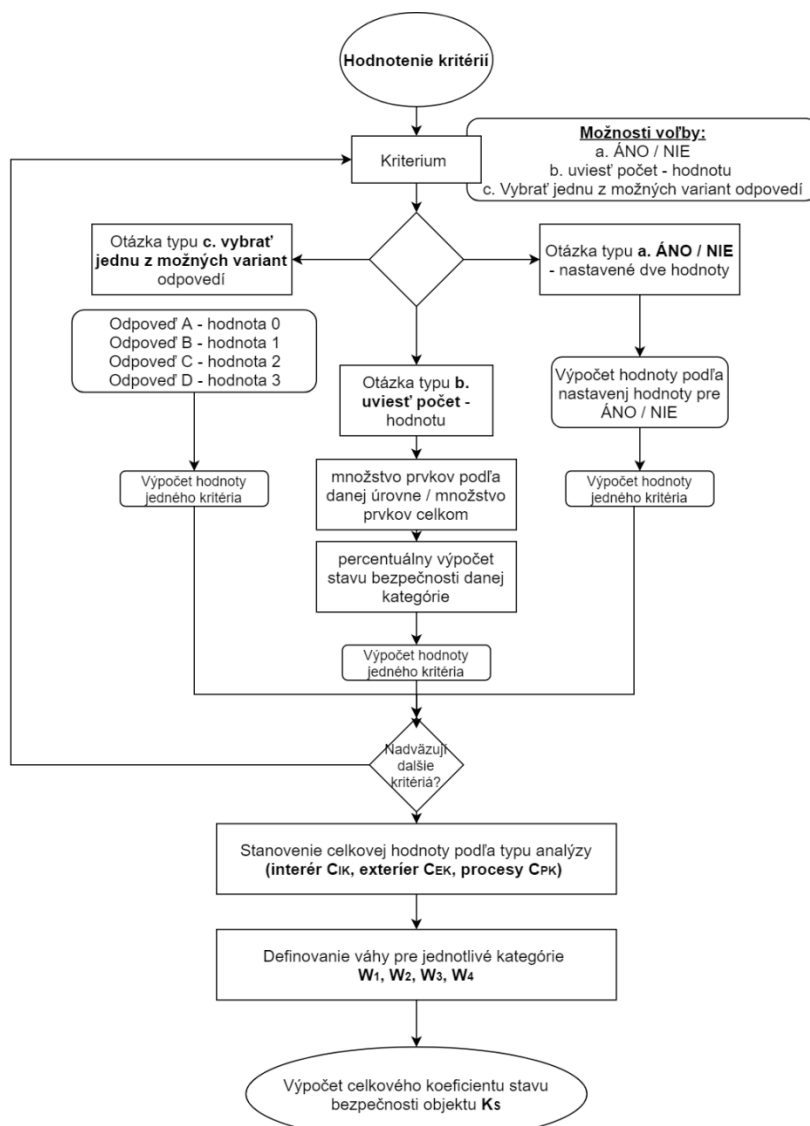 Hodnotenie kritérií
Kriterium
Možnosti voľby:
a. ÁNO / NIE
b. uviesť počet - hodnotu
c. Vybrať jednu z možných variant odpovedí
Otázka typu c. vybrať
jednu z možných variant
odpovedí
Otázka typu a. ÁNO / NIE
- nastavené dve hodnoty
Odpoveď A - hodnota 0
Odpoveď B - hodnota 1
Odpoveď C - hodnota 2
Odpoveď D - hodnota 3
Otázka typu b.
uviesť počet -
hodnotu
Výpočet hodnoty podľa
nastavenj hodnoty pre
ÁNO / NIE
Výpočet hodnoty
jedného kritéria
množstvo prvkov podľa
danej úrovne / množstvo
prvkov celkom
Výpočet hodnoty
jedného kritéria
percentuálny výpočet
stavu bezpečnosti danej
kategórie
Výpočet hodnoty
jedného kritéria
Nadväzují
dalšie
kritériá?
Stanovenie celkovej hodnoty podľa typu analýzy
(interér CIK, exteríer CEK, procesy CPK)
Definovanie váhy pre jednotlivé kategórie
W1, W2, W3, W4
Výpočet celkového koeficientu stavu
bezpečnosti objektu KS